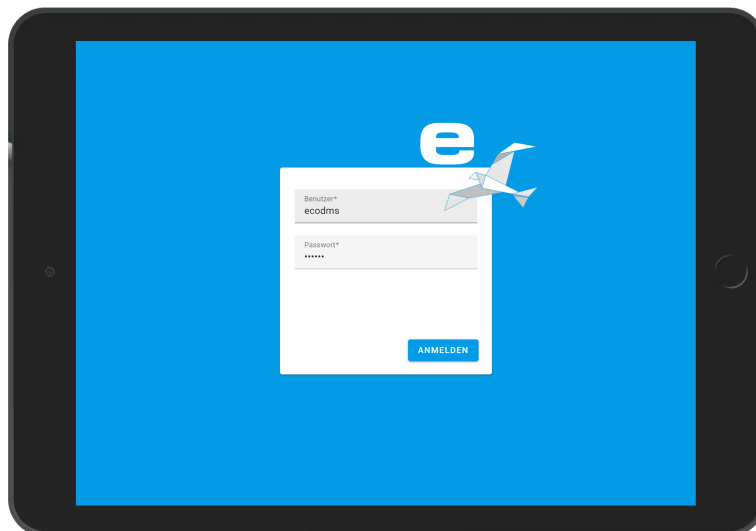 e
Benutzer*
ecodms
Passwort*
••••••
ANMELDEN